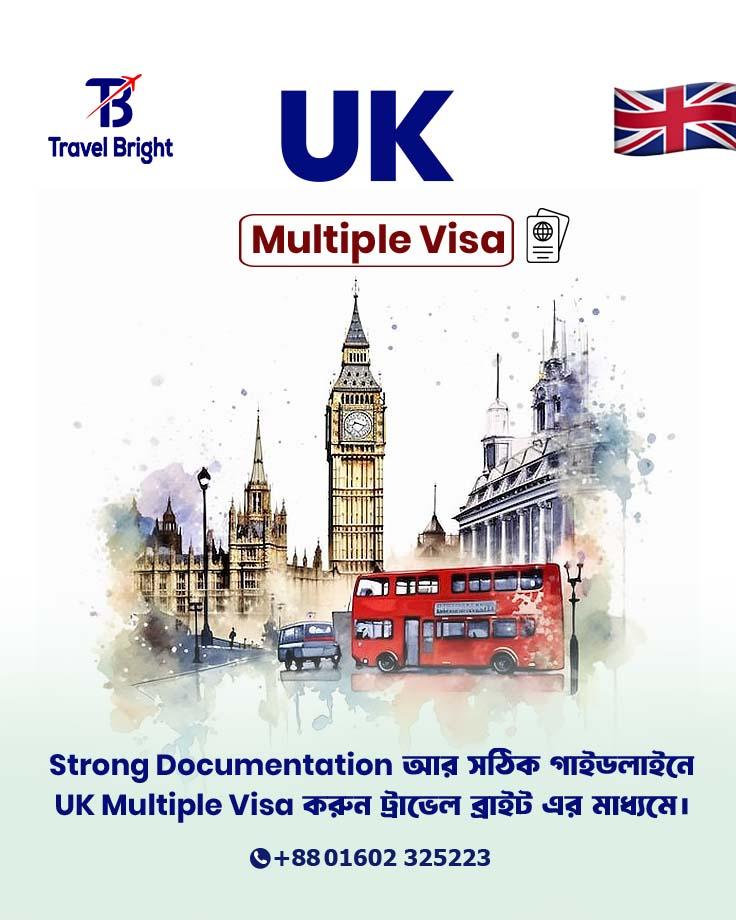 TB
Travel Bright
UK
Multiple Visa
Strong Documentation আর সঠিক গাইডলাইনে
UK Multiple Visa করুন ট্রাভেল ব্রাইট এর মাধ্যমে।
+88 01602 325223